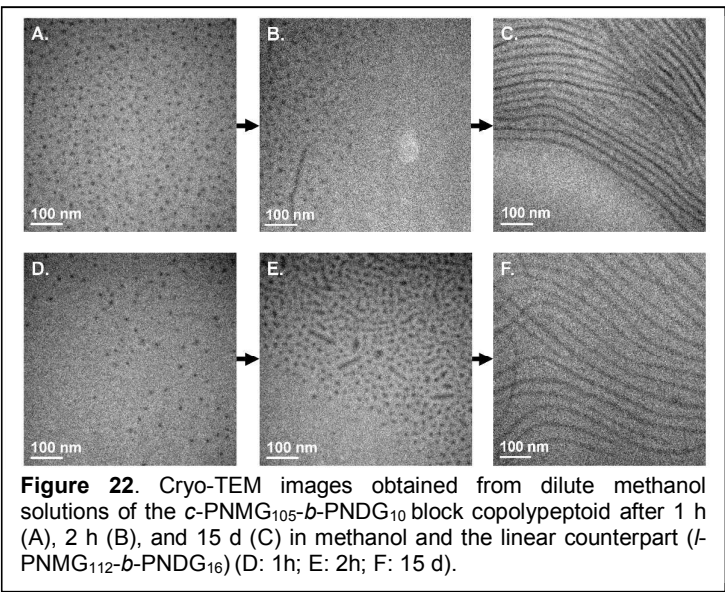 A.
B.
C.
100 nm
100 nm
100 nm
D.
E.
F.
100 nm
100 nm
100 nm
Figure 22. Cryo-TEM images obtained from dilute methanol
solutions of the c-PNMG₁₀₅-b-PNDG₁₀ block copolypeptoid after 1 h
(A), 2 h (B), and 15 d (C) in methanol and the linear counterpart (l-
PNMG₁₁₂-b-PNDG₁₆) (D: 1h; E: 2h; F: 15 d).